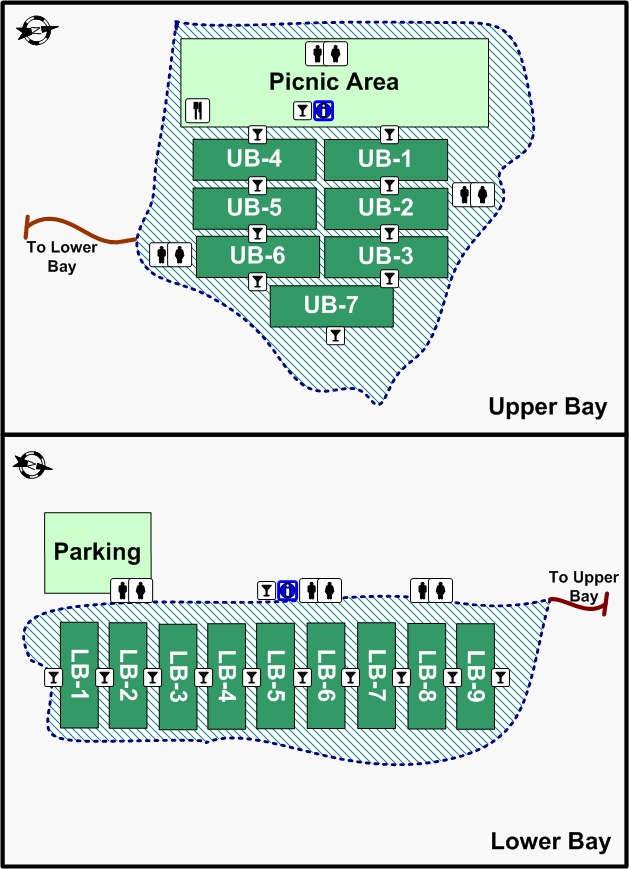 Picnic Area
UB-4
UB-1
UB-5
UB-2
UB-6
UB-3
UB-7
To Lower
Bay
Upper Bay
Parking
To Upper
Bay
LB-1
LB-2
LB-3
LB-4
LB-5
LB-6
LB-7
LB-8
LB-9
Lower Bay